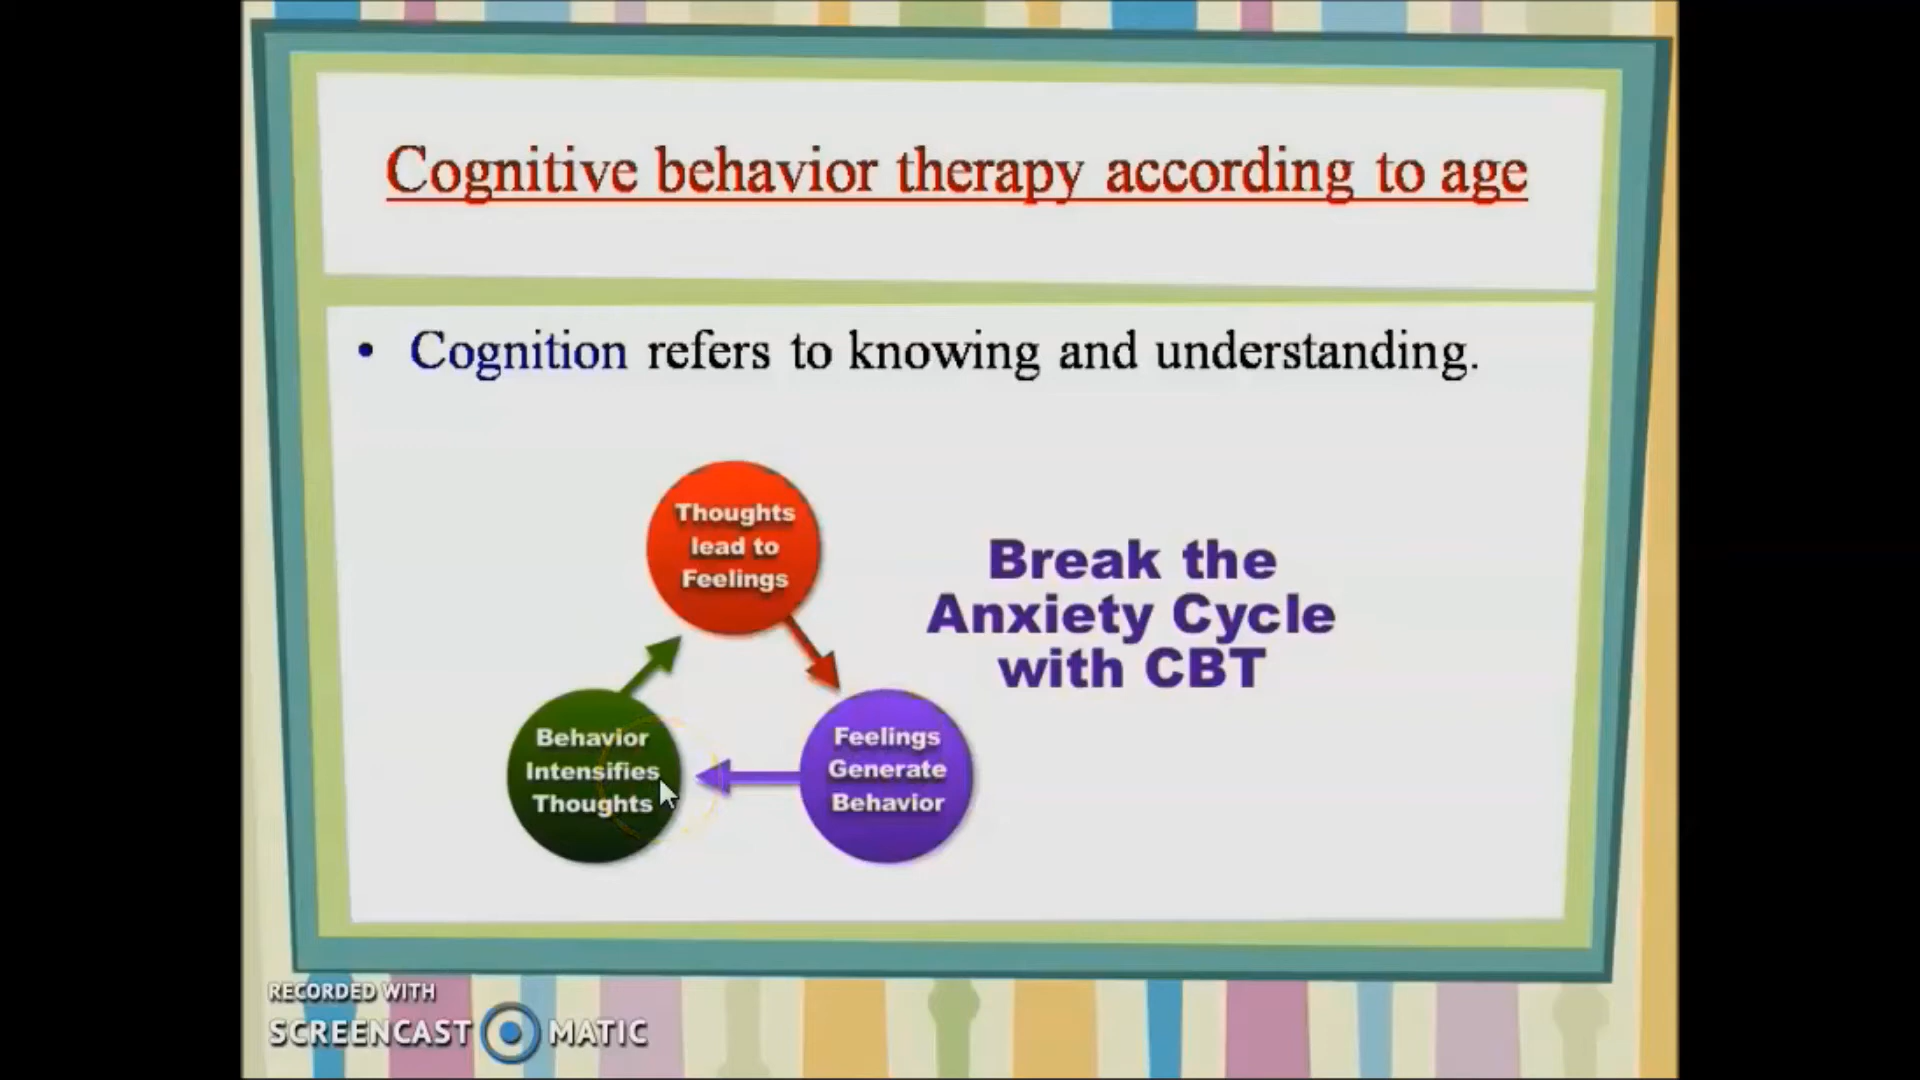 Cognitive behavior therapy according to age
• Cognition refers to knowing and understanding.
Thoughts
lead to
Feelings
Break the
Anxiety Cycle
with CBT
Behavior
Intensifies
Thoughts
Feelings
Generate
Behavior
RECORDED WITH
SCREENCAST MATIC